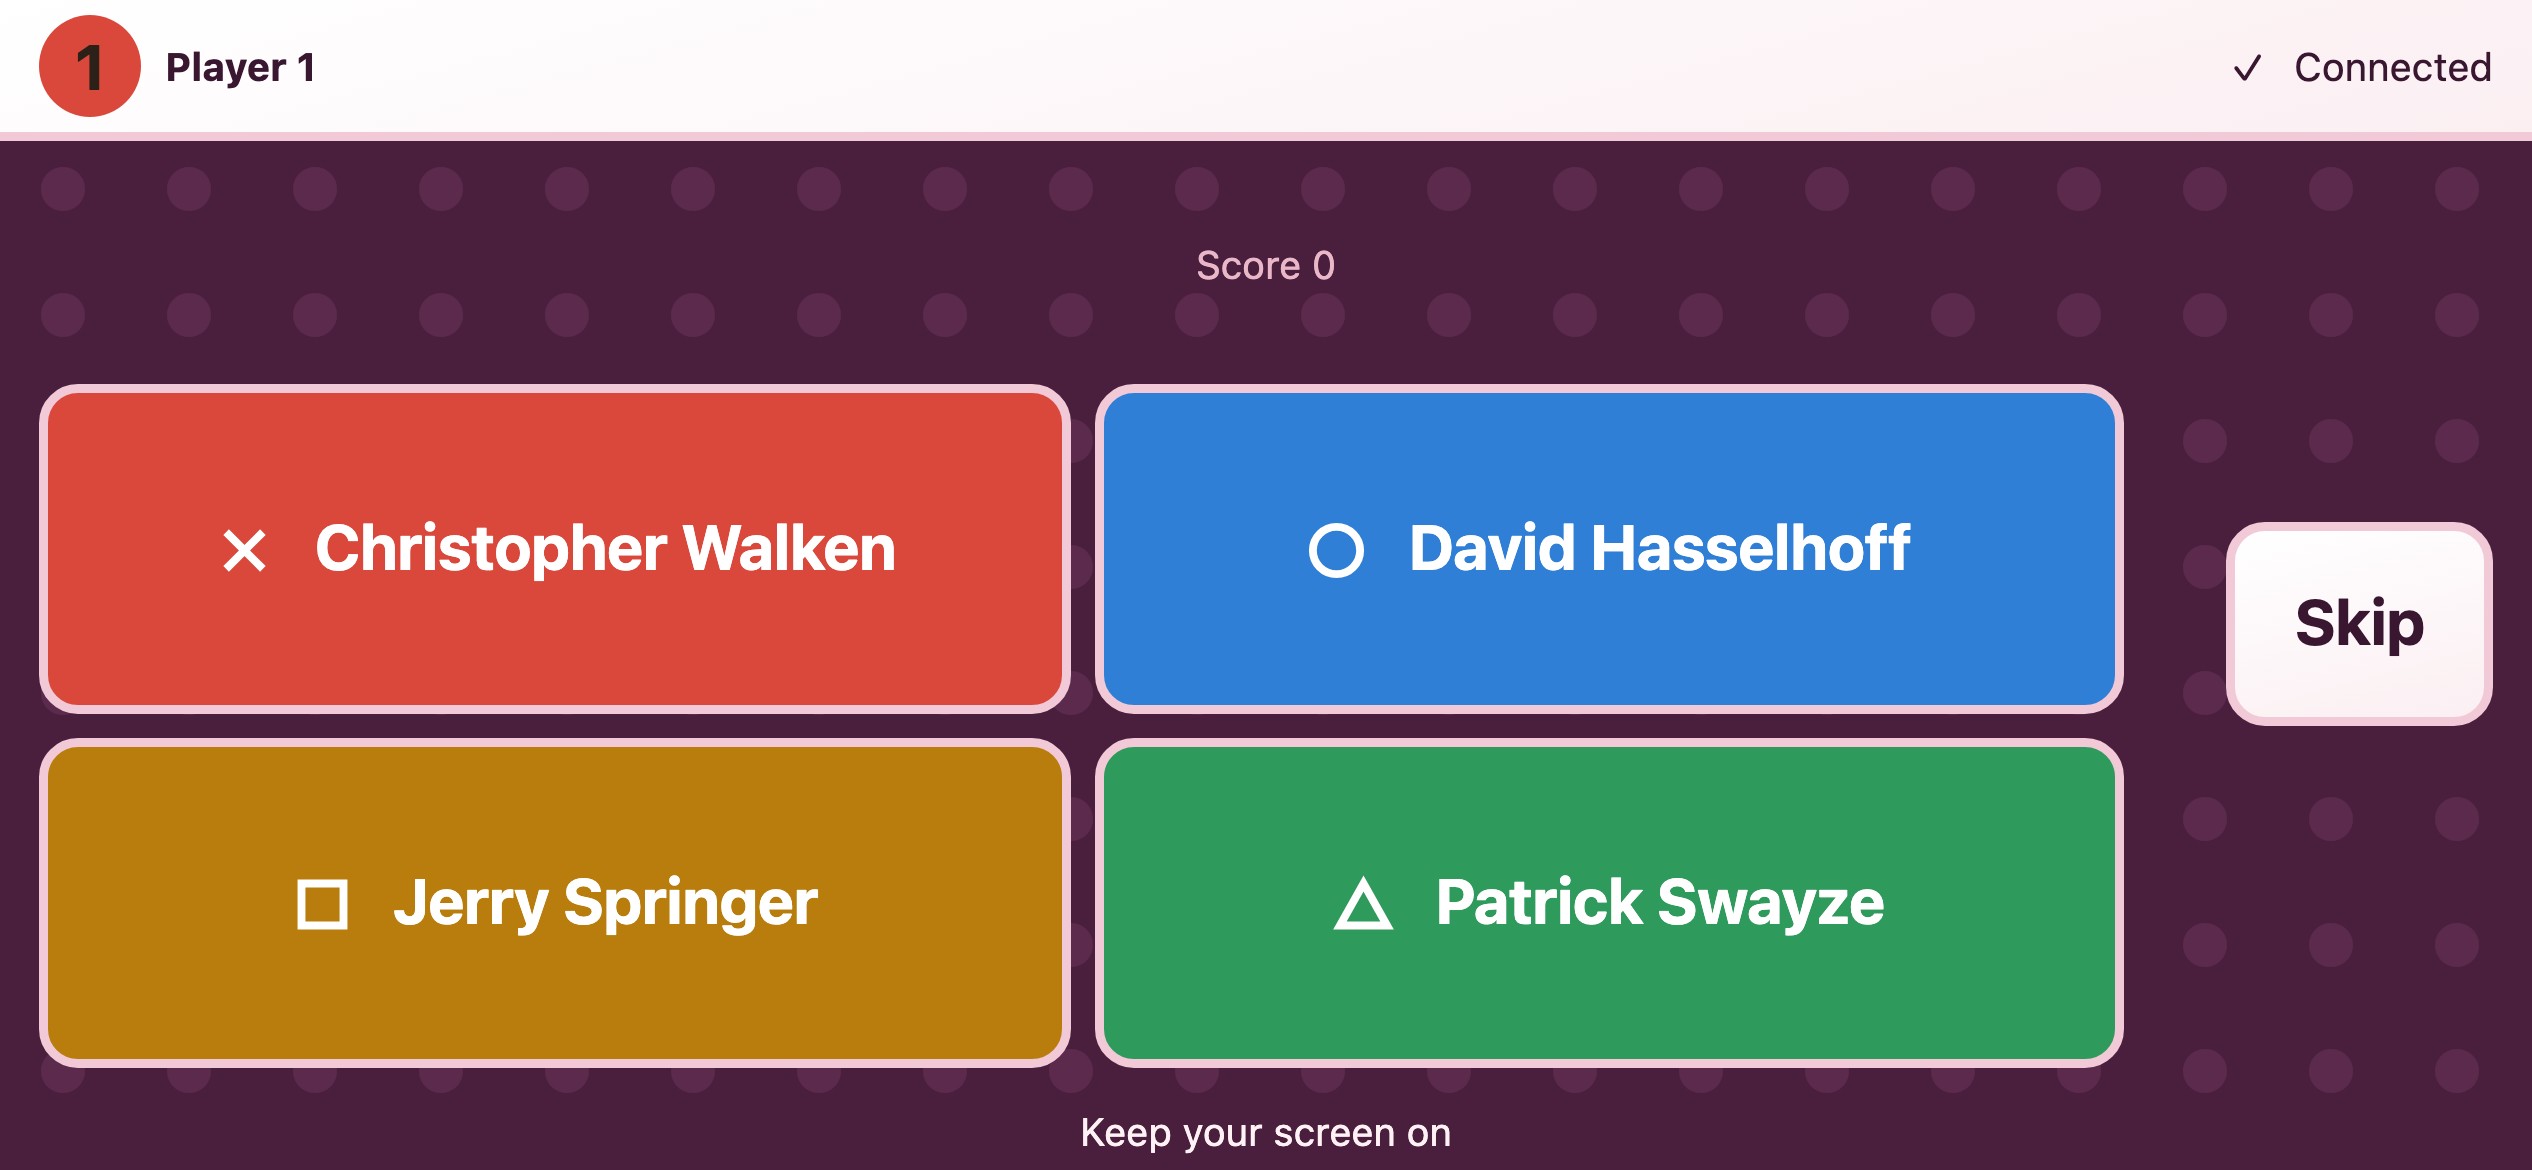 1 Player 1
✓ Connected
Score 0
× Christopher Walken
○ David Hasselhoff
Skip
□ Jerry Springer
△ Patrick Swayze
Keep your screen on